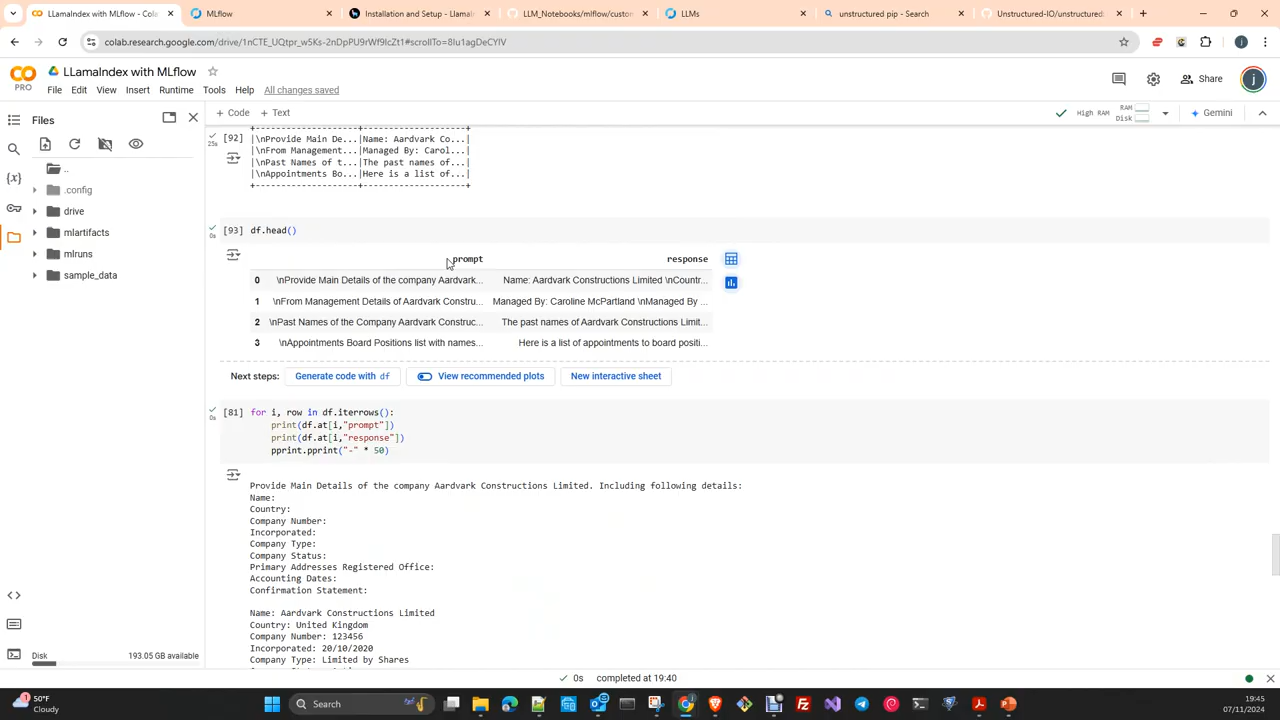 LLamaIndex with MLflow - Cola
MLflow
Installation and Setup - LlamaIn
LLM_Notebooks/mlflow/custom
LLMs
unstructured pip - Search
Unstructured-IO/unstructured
colab.research.google.com/drive/1nCTE_UQtpr_w5Ks-2nDpPU9rWf9IcZt1#scrollTo=8Iu1agDeCYIV
LLamaIndex with MLflow
PRO
File Edit View Insert Runtime Tools Help All changes saved
Share
j
Files
+ Code + Text
High RAM
RAM
Disk
Gemini
..
.config
drive
mlartifacts
mlruns
sample_data
[92]
25s
|\nProvide Main De...|Name: Aardvark Co...|
|\nFrom Management...|Managed By: Carol...|
|\nPast Names of t...|The past names of...|
|\nAppointments Bo...|Here is a list of...|
+-------------------+--------------------+
[93] df.head()
0s
prompt response
0 \nProvide Main Details of the company Aardvark... Name: Aardvark Constructions Limited \nCountr...
1 \nFrom Management Details of Aardvark Constru... Managed By: Caroline McPartland \nManaged By ...
2 \nPast Names of the Company Aardvark Construc... The past names of Aardvark Constructions Limit...
3 \nAppointments Board Positions list with names... Here is a list of appointments to board positi...
Next steps: Generate code with df View recommended plots New interactive sheet
[81] for i, row in df.iterrows():
0s
print(df.at[i,"prompt"])
print(df.at[i,"response"])
pprint.pprint("-" * 50)
Provide Main Details of the company Aardvark Constructions Limited. Including following details:
Name:
Country:
Company Number:
Incorporated:
Company Type:
Company Status:
Primary Addresses Registered Office:
Accounting Dates:
Confirmation Statement:
Name: Aardvark Constructions Limited
Country: United Kingdom
Company Number: 123456
Incorporated: 20/10/2020
Company Type: Limited by Shares
Disk 193.05 GB available
0s completed at 19:40
50°F
Cloudy
Search
19:45
07/11/2024